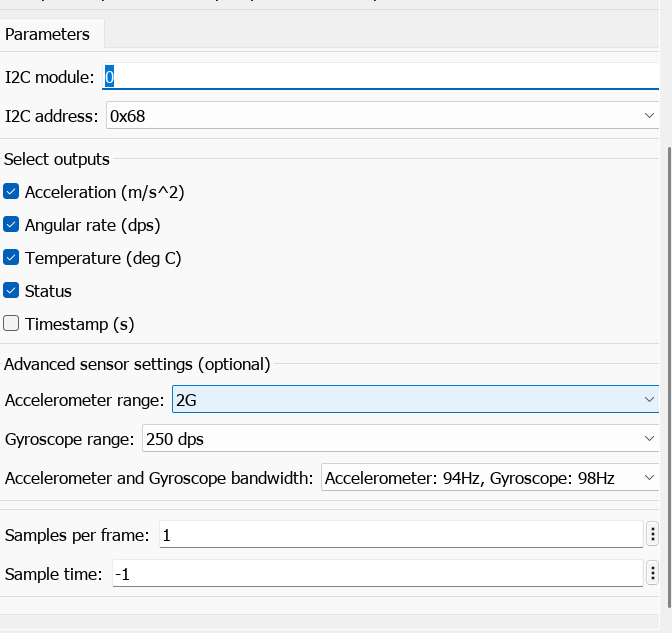 Parameters
I2C module: 0
I2C address: 0x68
Select outputs
Acceleration (m/s^2)
Angular rate (dps)
Temperature (deg C)
Status
Timestamp (s)
Advanced sensor settings (optional)
Accelerometer range: 2G
Gyroscope range: 250 dps
Accelerometer and Gyroscope bandwidth: Accelerometer: 94Hz, Gyroscope: 98Hz
Samples per frame: 1
Sample time: -1